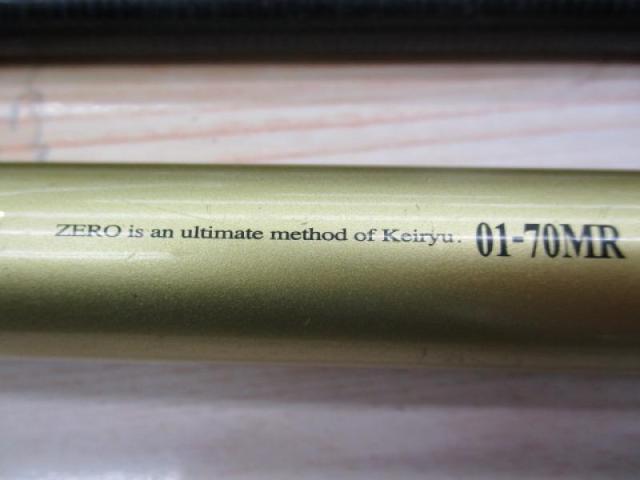 ZERO is an ultimate method of Keiryu. 01-70MR